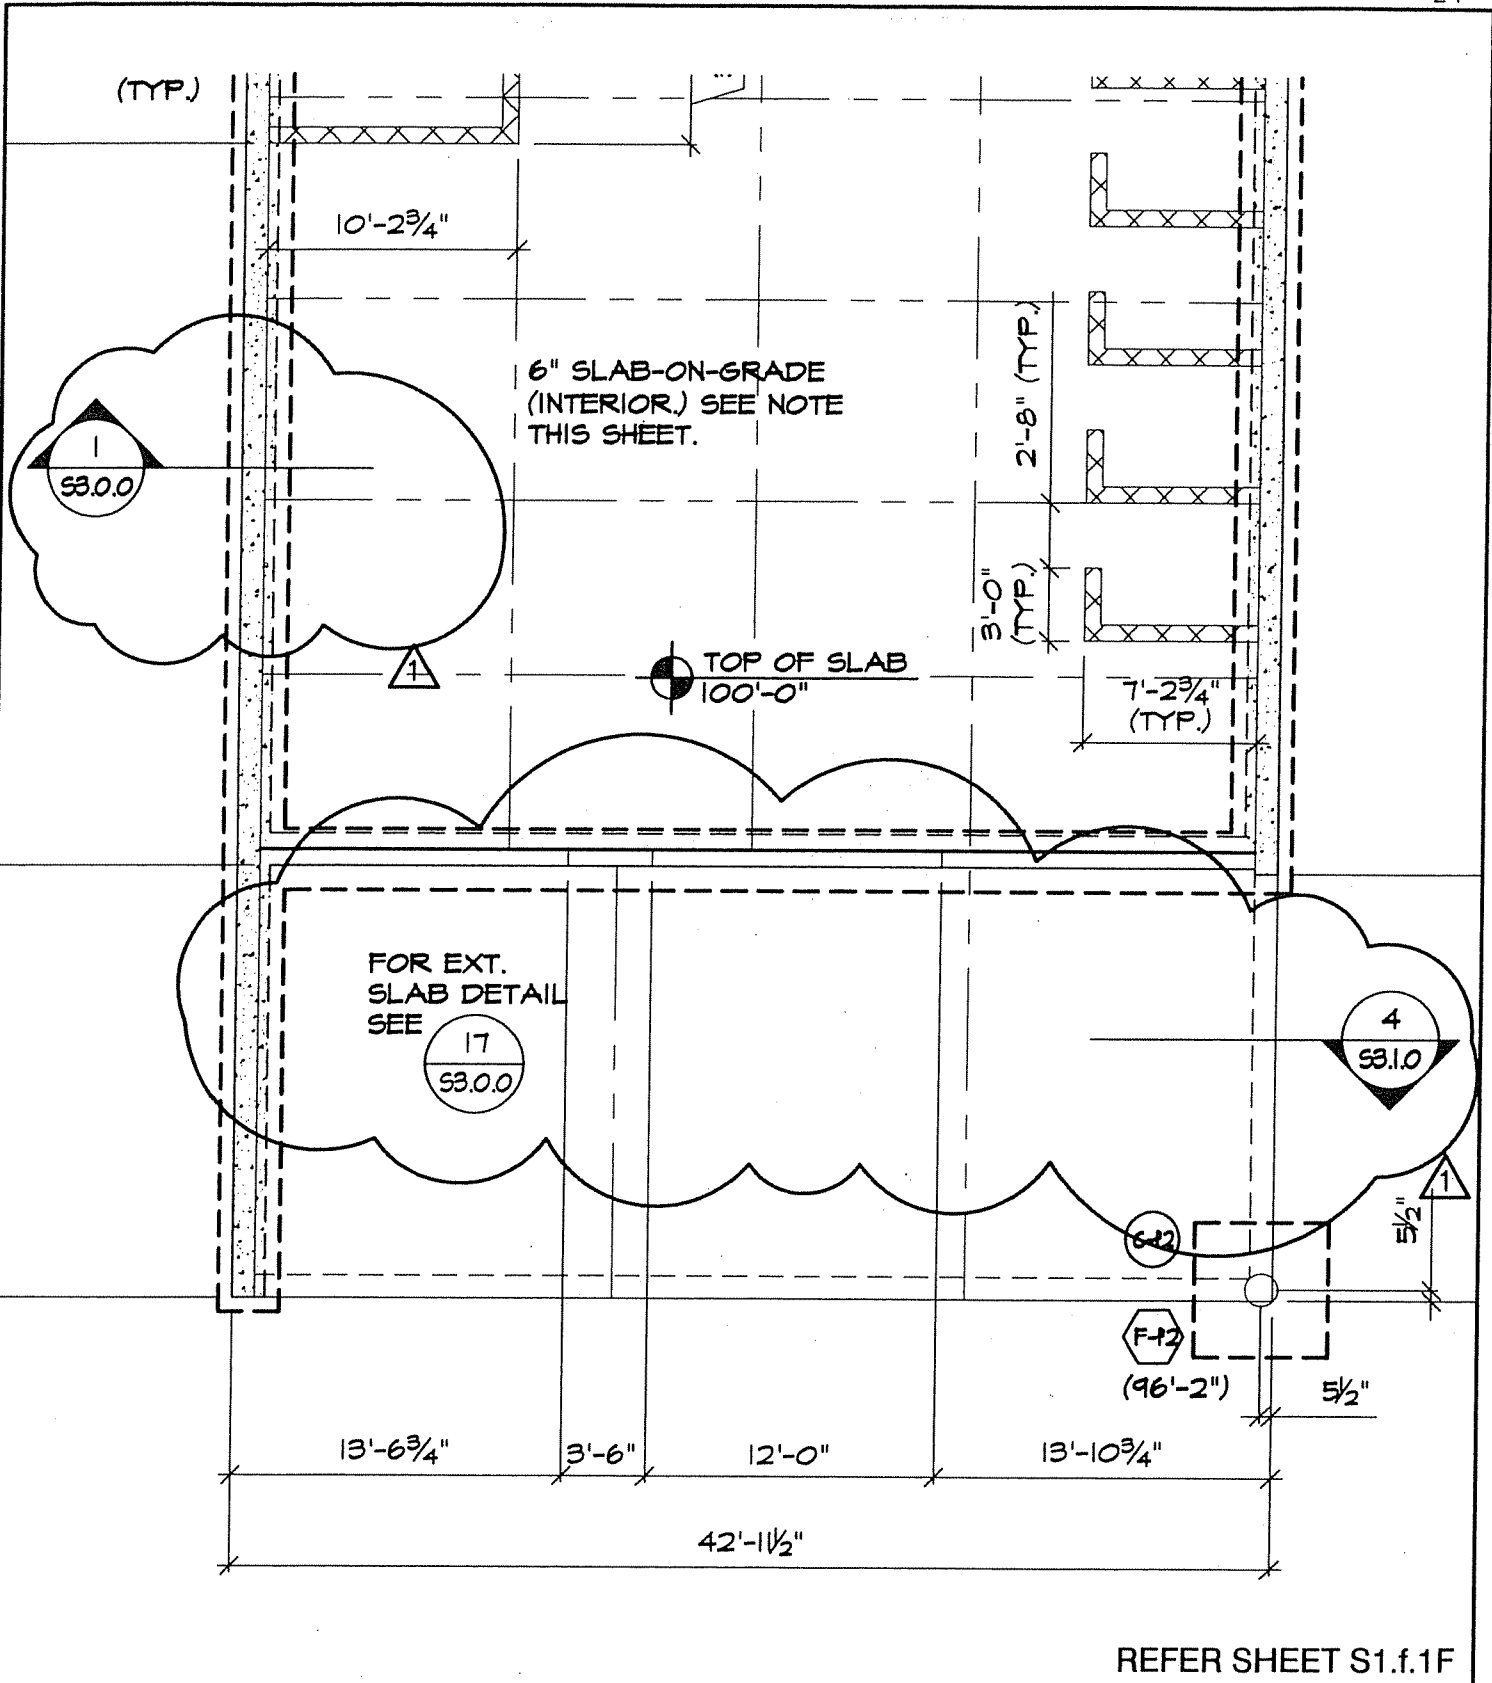 (TYP.)
10'-2¾"
6" SLAB-ON-GRADE
(INTERIOR.) SEE NOTE
THIS SHEET.
2'-8" (TYP.)
1
S3.0.0
3'-0"
(TYP.)
1
TOP OF SLAB
100'-0"
7'-2¾"
(TYP.)
FOR EXT.
SLAB DETAIL
SEE
17
S3.0.0
4
S3.1.0
1
5½"
F-12
(96'-2")
5½"
13'-6¾"
3'-6"
12'-0"
13'-10¾"
42'-11½"
REFER SHEET S1.f.1F